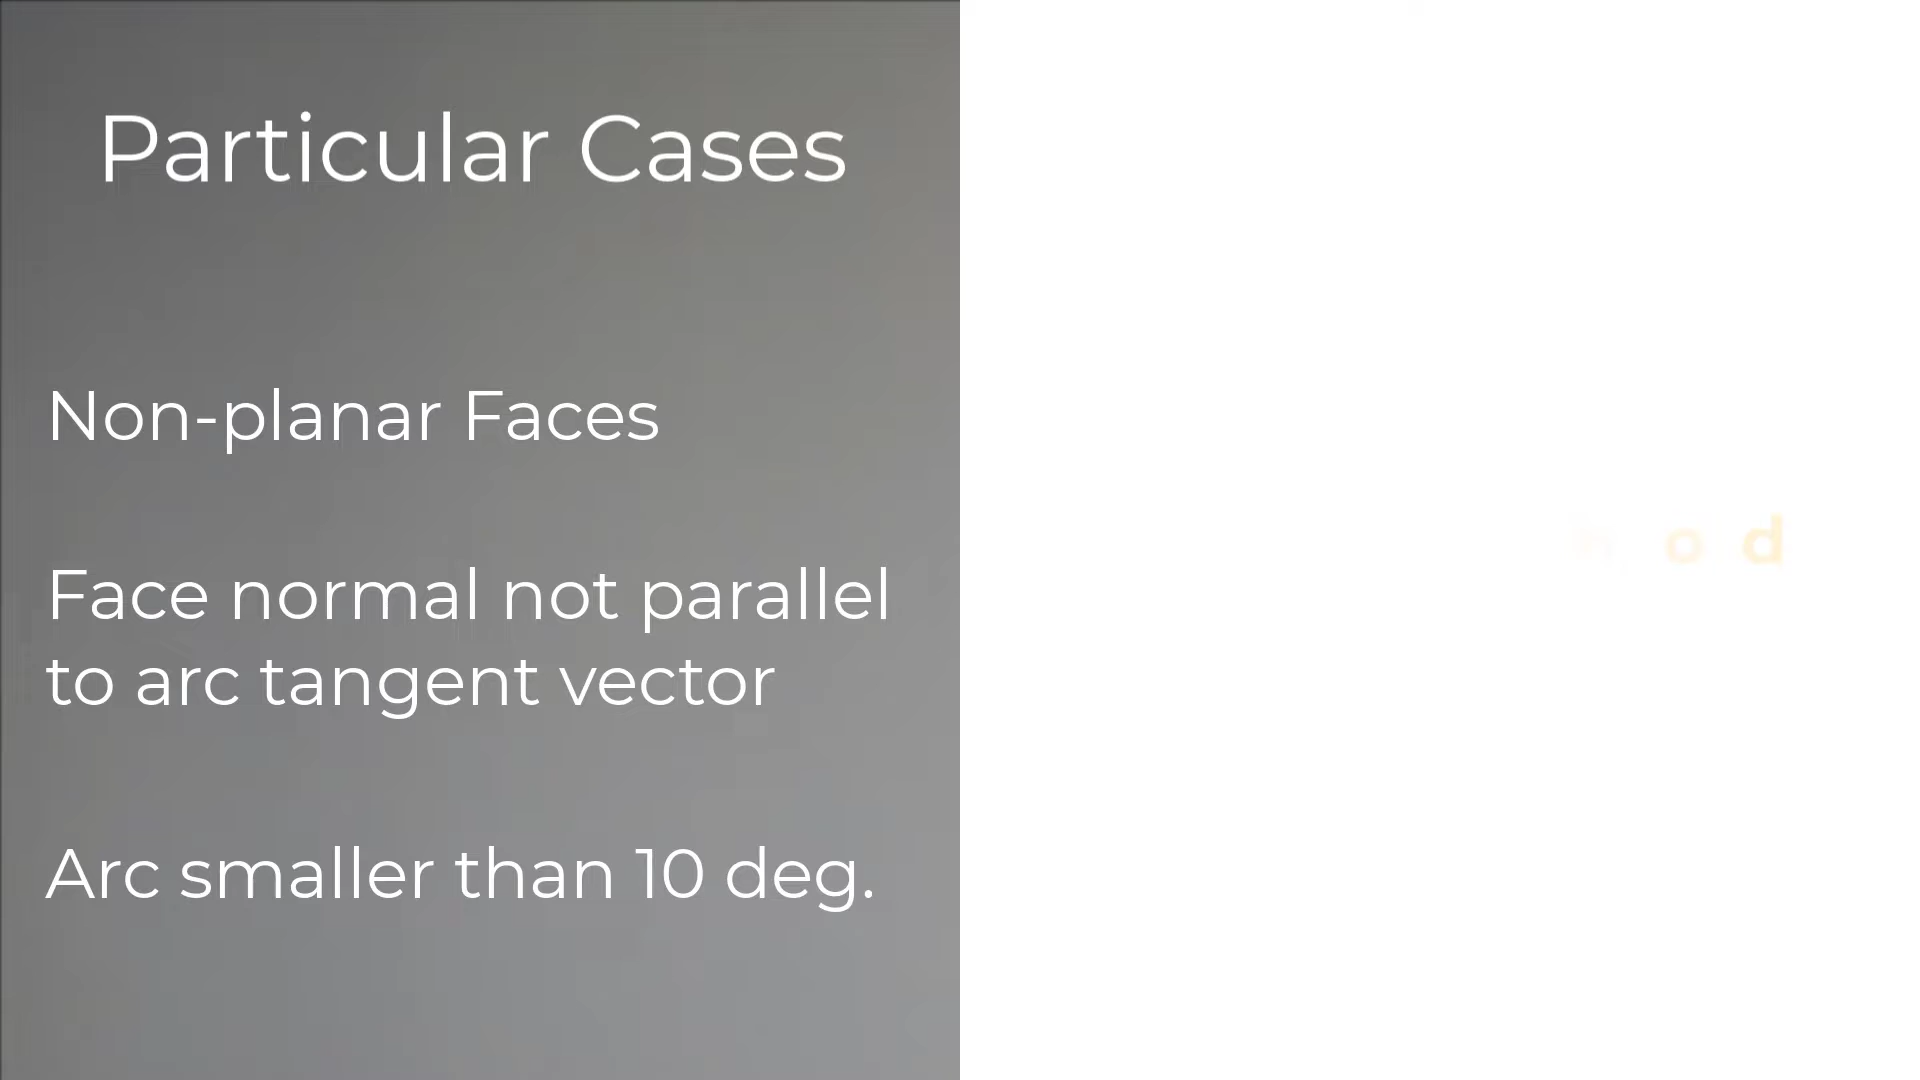 Particular Cases
Non-planar Faces
Face normal not parallel
to arc tangent vector
Arc smaller than 10 deg.